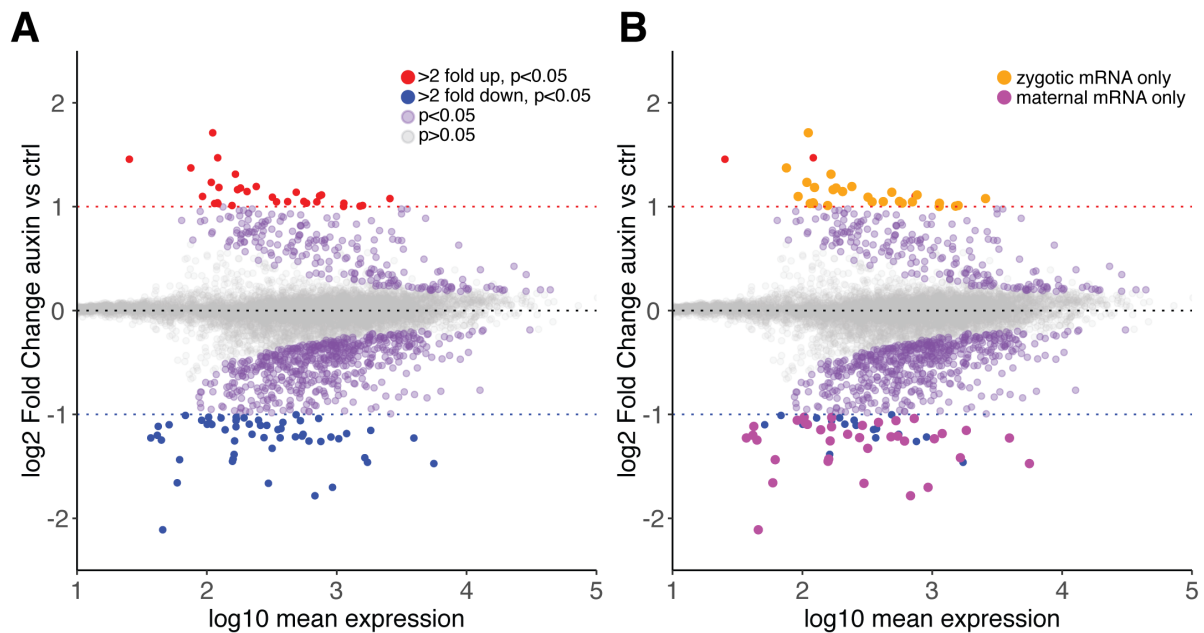 A
B
>2 fold up, p<0.05
>2 fold down, p<0.05
p<0.05
p>0.05
zygotic mRNA only
maternal mRNA only
log2 Fold Change auxin vs ctrl
2
1
0
-1
-2
1
2
3
4
5
log10 mean expression
log2 Fold Change auxin vs ctrl
2
1
0
-1
-2
1
2
3
4
5
log10 mean expression